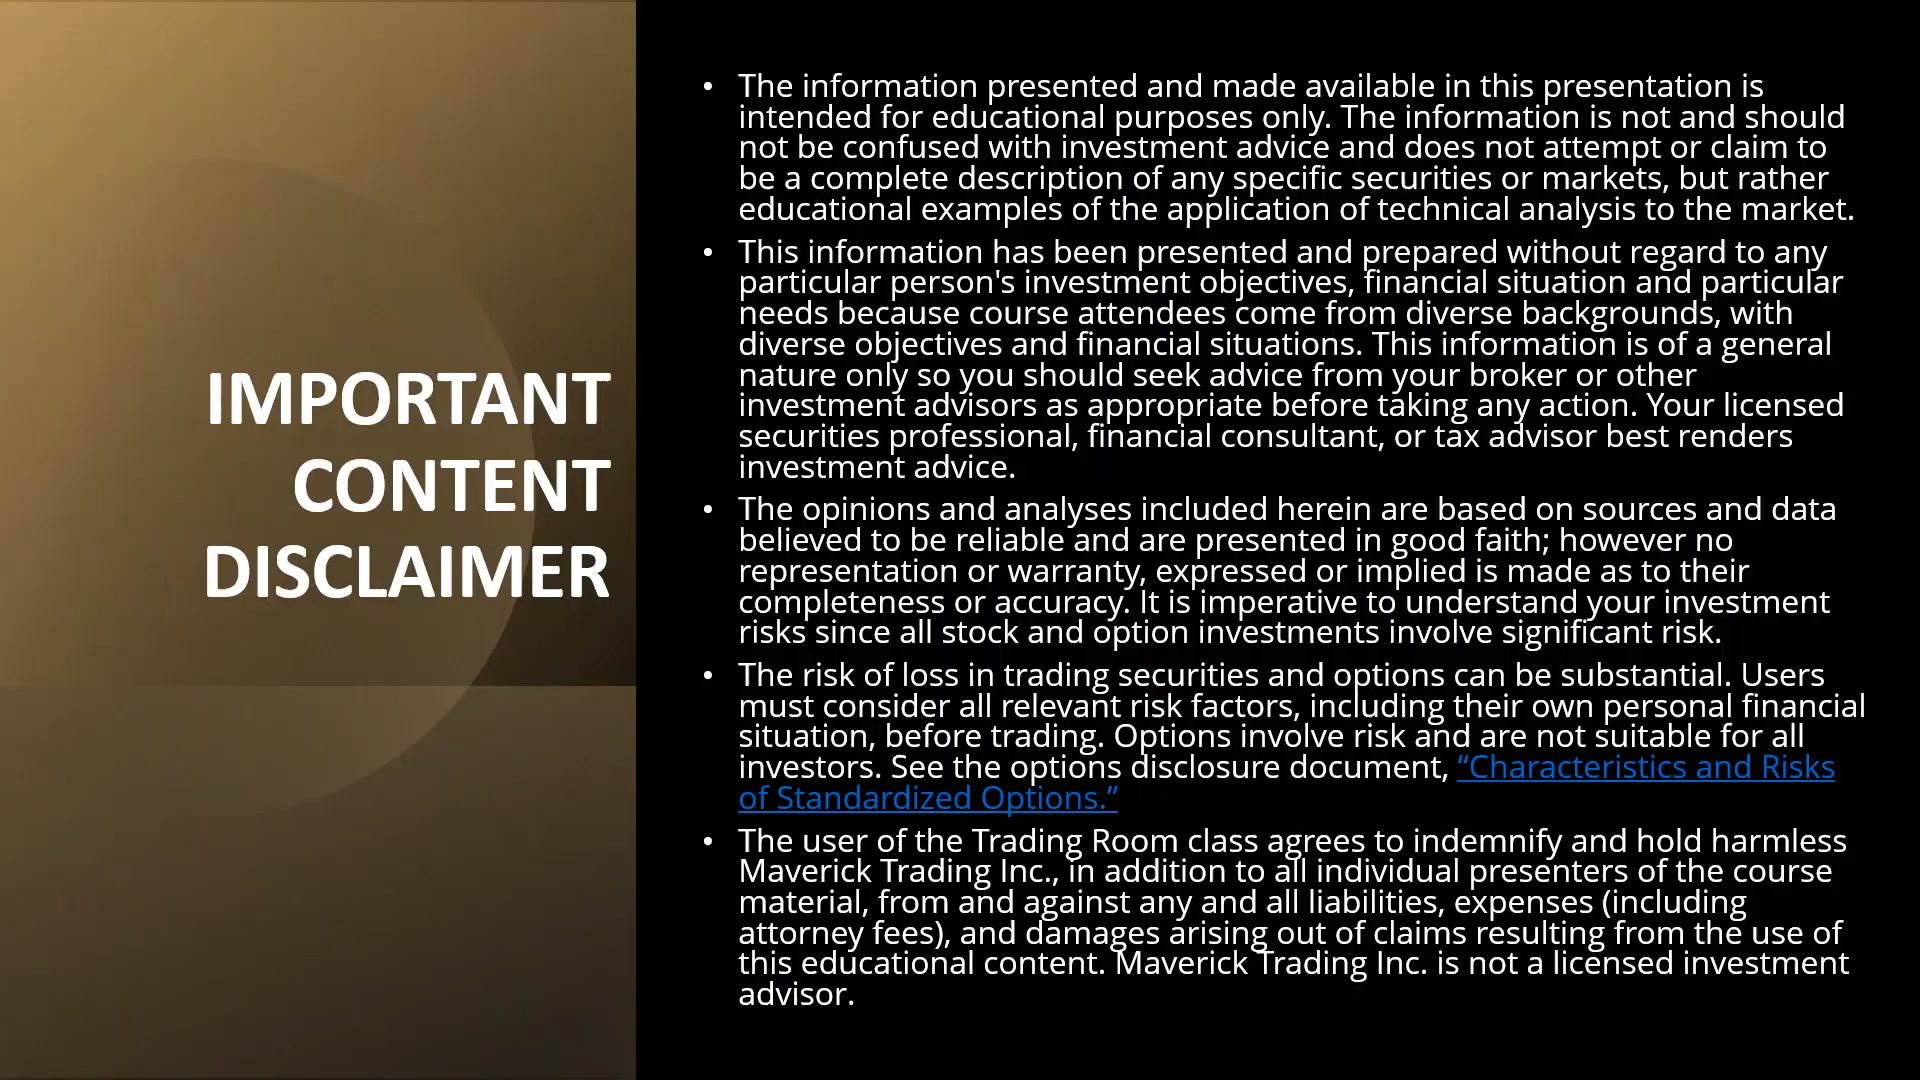 IMPORTANT
CONTENT
DISCLAIMER
• The information presented and made available in this presentation is
intended for educational purposes only. The information is not and should
not be confused with investment advice and does not attempt or claim to
be a complete description of any specific securities or markets, but rather
educational examples of the application of technical analysis to the market.
• This information has been presented and prepared without regard to any
particular person's investment objectives, financial situation and particular
needs because course attendees come from diverse backgrounds, with
diverse objectives and financial situations. This information is of a general
nature only so you should seek advice from your broker or other
investment advisors as appropriate before taking any action. Your licensed
securities professional, financial consultant, or tax advisor best renders
investment advice.
• The opinions and analyses included herein are based on sources and data
believed to be reliable and are presented in good faith; however no
representation or warranty, expressed or implied is made as to their
completeness or accuracy. It is imperative to understand your investment
risks since all stock and option investments involve significant risk.
• The risk of loss in trading securities and options can be substantial. Users
must consider all relevant risk factors, including their own personal financial
situation, before trading. Options involve risk and are not suitable for all
investors. See the options disclosure document, “Characteristics and Risks
of Standardized Options.”
• The user of the Trading Room class agrees to indemnify and hold harmless
Maverick Trading Inc., in addition to all individual presenters of the course
material, from and against any and all liabilities, expenses (including
attorney fees), and damages arising out of claims resulting from the use of
this educational content. Maverick Trading Inc. is not a licensed investment
advisor.